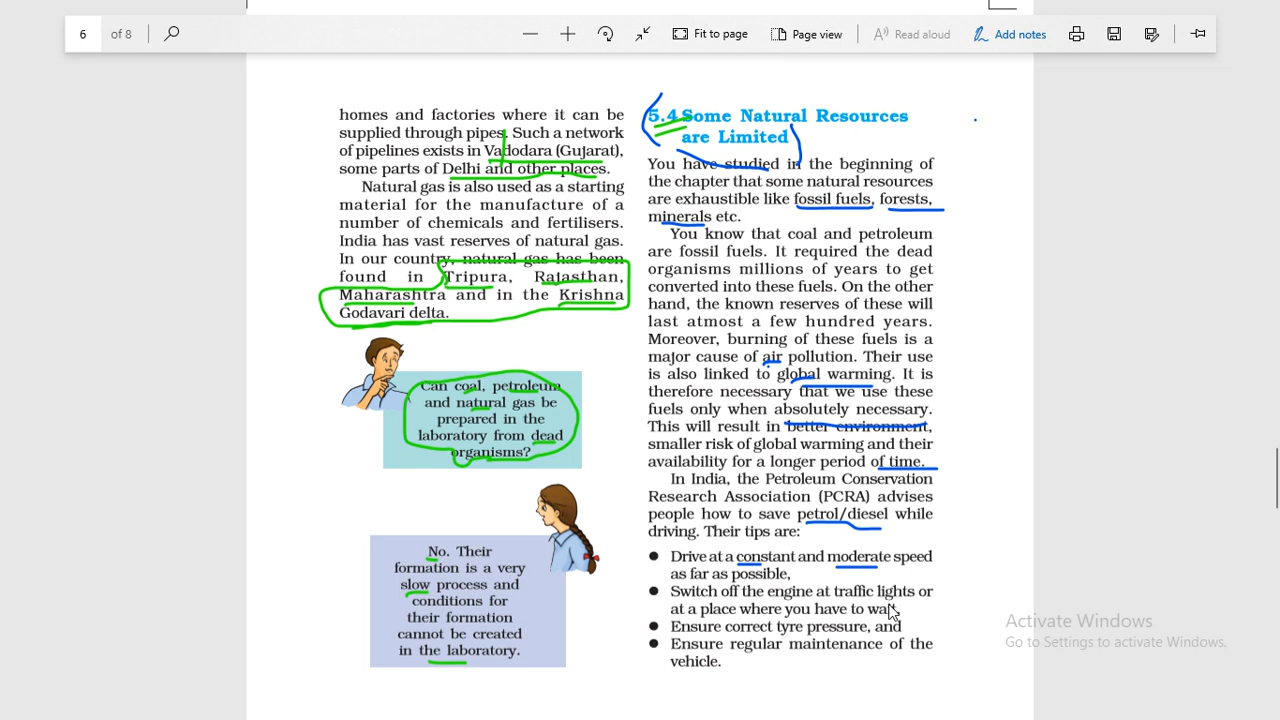 6 of 8
Fit to page
Page view
Read aloud
Add notes
homes and factories where it can be
supplied through pipes. Such a network
of pipelines exists in Vadodara (Gujarat),
some parts of Delhi and other places.
Natural gas is also used as a starting
material for the manufacture of a
number of chemicals and fertilisers.
India has vast reserves of natural gas.
In our country, natural gas has been
found in Tripura, Rajasthan,
Maharashtra and in the Krishna
Godavari delta.
Can coal, petroleum
and natural gas be
prepared in the
laboratory from dead
organisms?
No. Their
formation is a very
slow process and
conditions for
their formation
cannot be created
in the laboratory.
5.4 Some Natural Resources
are Limited
You have studied in the beginning of
the chapter that some natural resources
are exhaustible like fossil fuels, forests,
minerals etc.
You know that coal and petroleum
are fossil fuels. It required the dead
organisms millions of years to get
converted into these fuels. On the other
hand, the known reserves of these will
last atmost a few hundred years.
Moreover, burning of these fuels is a
major cause of air pollution. Their use
is also linked to global warming. It is
therefore necessary that we use these
fuels only when absolutely necessary.
This will result in better environment,
smaller risk of global warming and their
availability for a longer period of time.
In India, the Petroleum Conservation
Research Association (PCRA) advises
people how to save petrol/diesel while
driving. Their tips are:
● Drive at a constant and moderate speed
as far as possible,
● Switch off the engine at traffic lights or
at a place where you have to wait,
● Ensure correct tyre pressure, and
● Ensure regular maintenance of the
vehicle.
Activate Windows
Go to Settings to activate Windows.